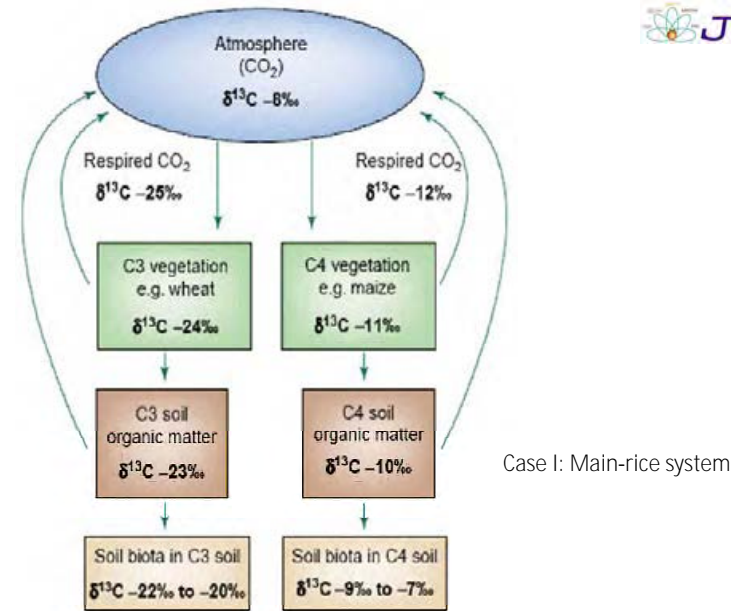 Atmosphere
(CO₂)
δ¹³C –8‰
J
Respired CO₂
δ¹³C –25‰
Respired CO₂
δ¹³C –12‰
C3 vegetation
e.g. wheat
δ¹³C –24‰
C4 vegetation
e.g. maize
δ¹³C –11‰
C3 soil
organic matter
δ¹³C –23‰
C4 soil
organic matter
δ¹³C –10‰
Case I: Main-rice system
Soil biota in C3 soil
δ¹³C –22‰ to –20‰
Soil biota in C4 soil
δ¹³C –9‰ to –7‰